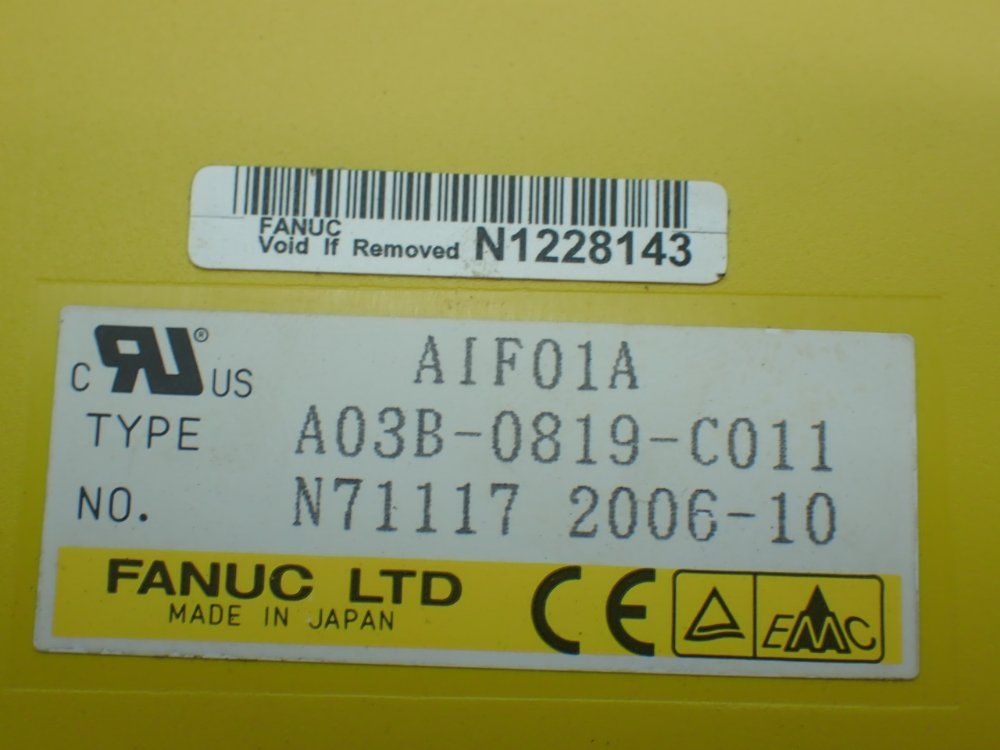 FANUC
Void If Removed N1228143
C RU® US AIF01A
TYPE A03B-0819-C011
NO. N71117 2006-10
FANUC LTD
MADE IN JAPAN
CE EMC